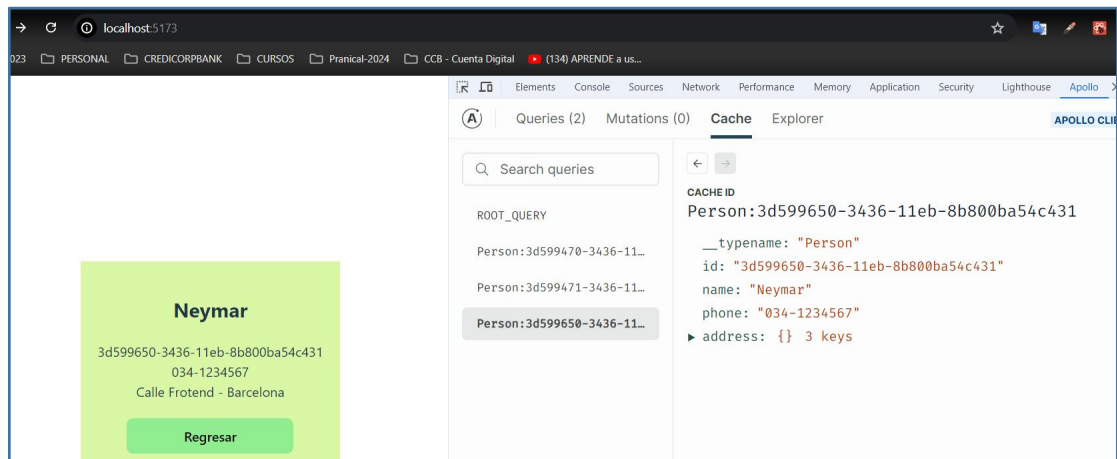 localhost:5173
023 PERSONAL CREDICORPBANK CURSOS Pranical-2024 CCB - Cuenta Digital (134) APRENDE a us...
Elements Console Sources Network Performance Memory Application Security Lighthouse Apollo
Queries (2) Mutations (0) Cache Explorer APOLLO CLI
Search queries
ROOT_QUERY
Person:3d599470-3436-11…
Person:3d599471-3436-11…
Person:3d599650-3436-11…
CACHE ID
Person:3d599650-3436-11eb-8b800ba54c431
__typename: "Person"
id: "3d599650-3436-11eb-8b800ba54c431"
name: "Neymar"
phone: "034-1234567"
address: {} 3 keys
Neymar
3d599650-3436-11eb-8b800ba54c431
034-1234567
Calle Frotend - Barcelona
Regresar